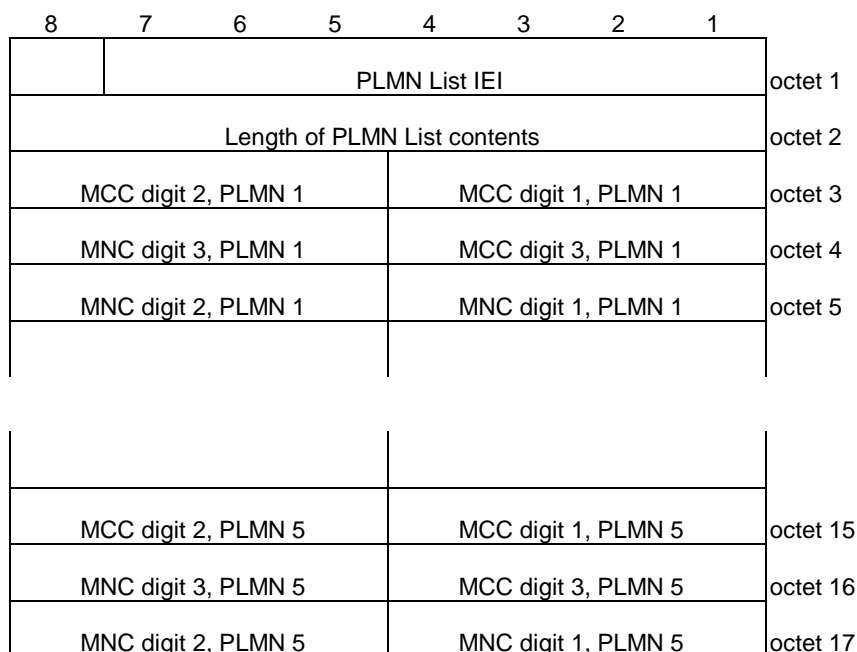 8 7 6 5 4 3 2 1
PLMN List IEI octet 1
Length of PLMN List contents octet 2
MCC digit 2, PLMN 1 MCC digit 1, PLMN 1 octet 3
MNC digit 3, PLMN 1 MCC digit 3, PLMN 1 octet 4
MNC digit 2, PLMN 1 MNC digit 1, PLMN 1 octet 5
MCC digit 2, PLMN 5 MCC digit 1, PLMN 5 octet 15
MNC digit 3, PLMN 5 MCC digit 3, PLMN 5 octet 16
MNC digit 2, PLMN 5 MNC digit 1, PLMN 5 octet 17